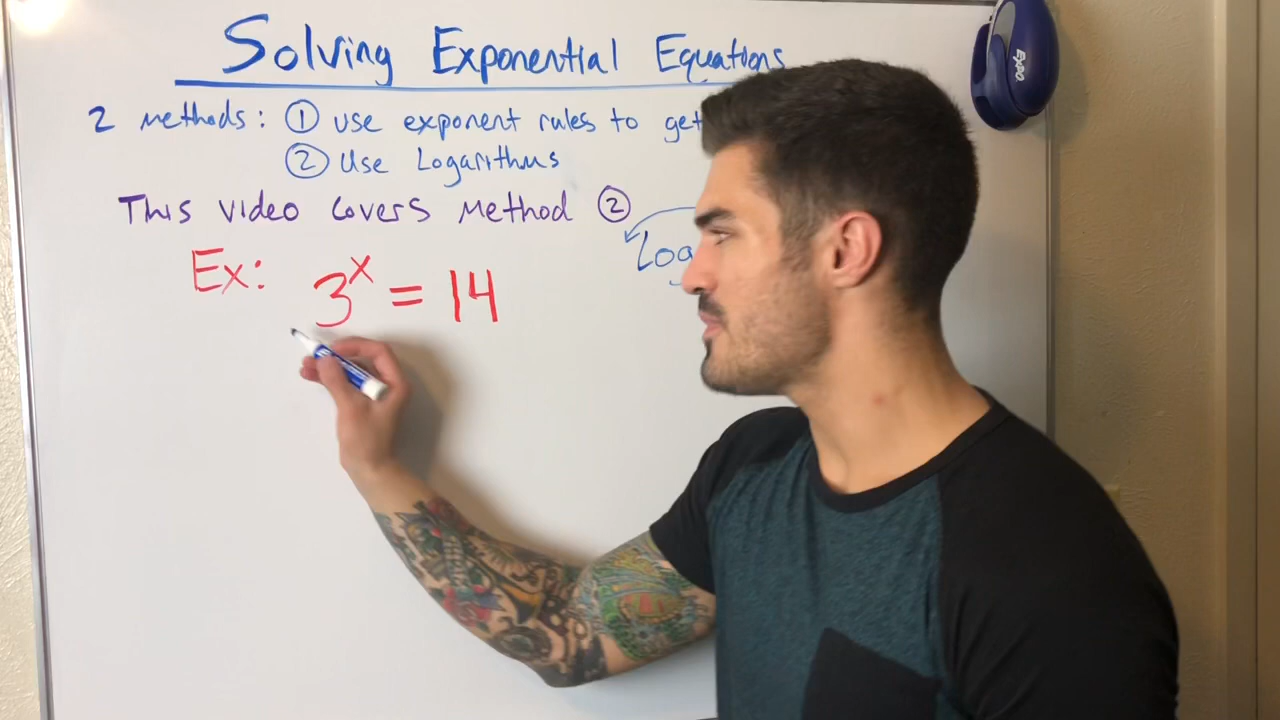 Solving Exponential Equations
2 methods: ① use exponent rules to get
② Use Logarithms
This video covers Method ②
Log
Ex: 3ˣ = 14
Expo